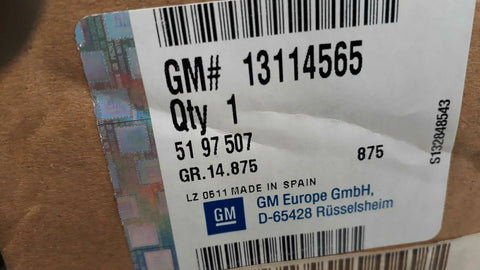 GM# 13114565
Qty 1
51 97 507
GR.14.875 875
LZ 0611 MADE IN SPAIN
GM
GM Europe GmbH,
D-65428 Rüsselsheim
S132848543